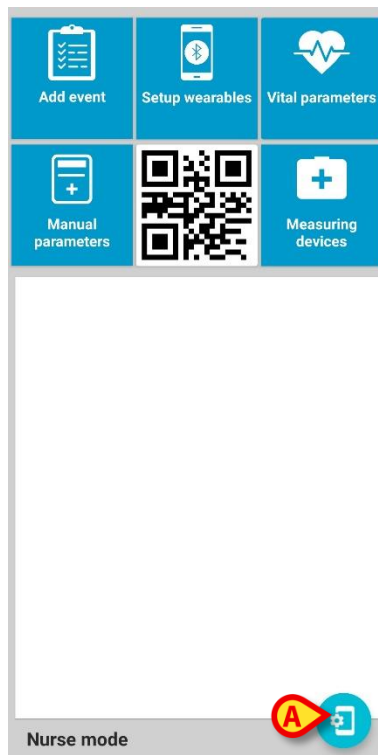 Add event
Setup wearables
Vital parameters
Manual
parameters
Measuring
devices
A
Nurse mode